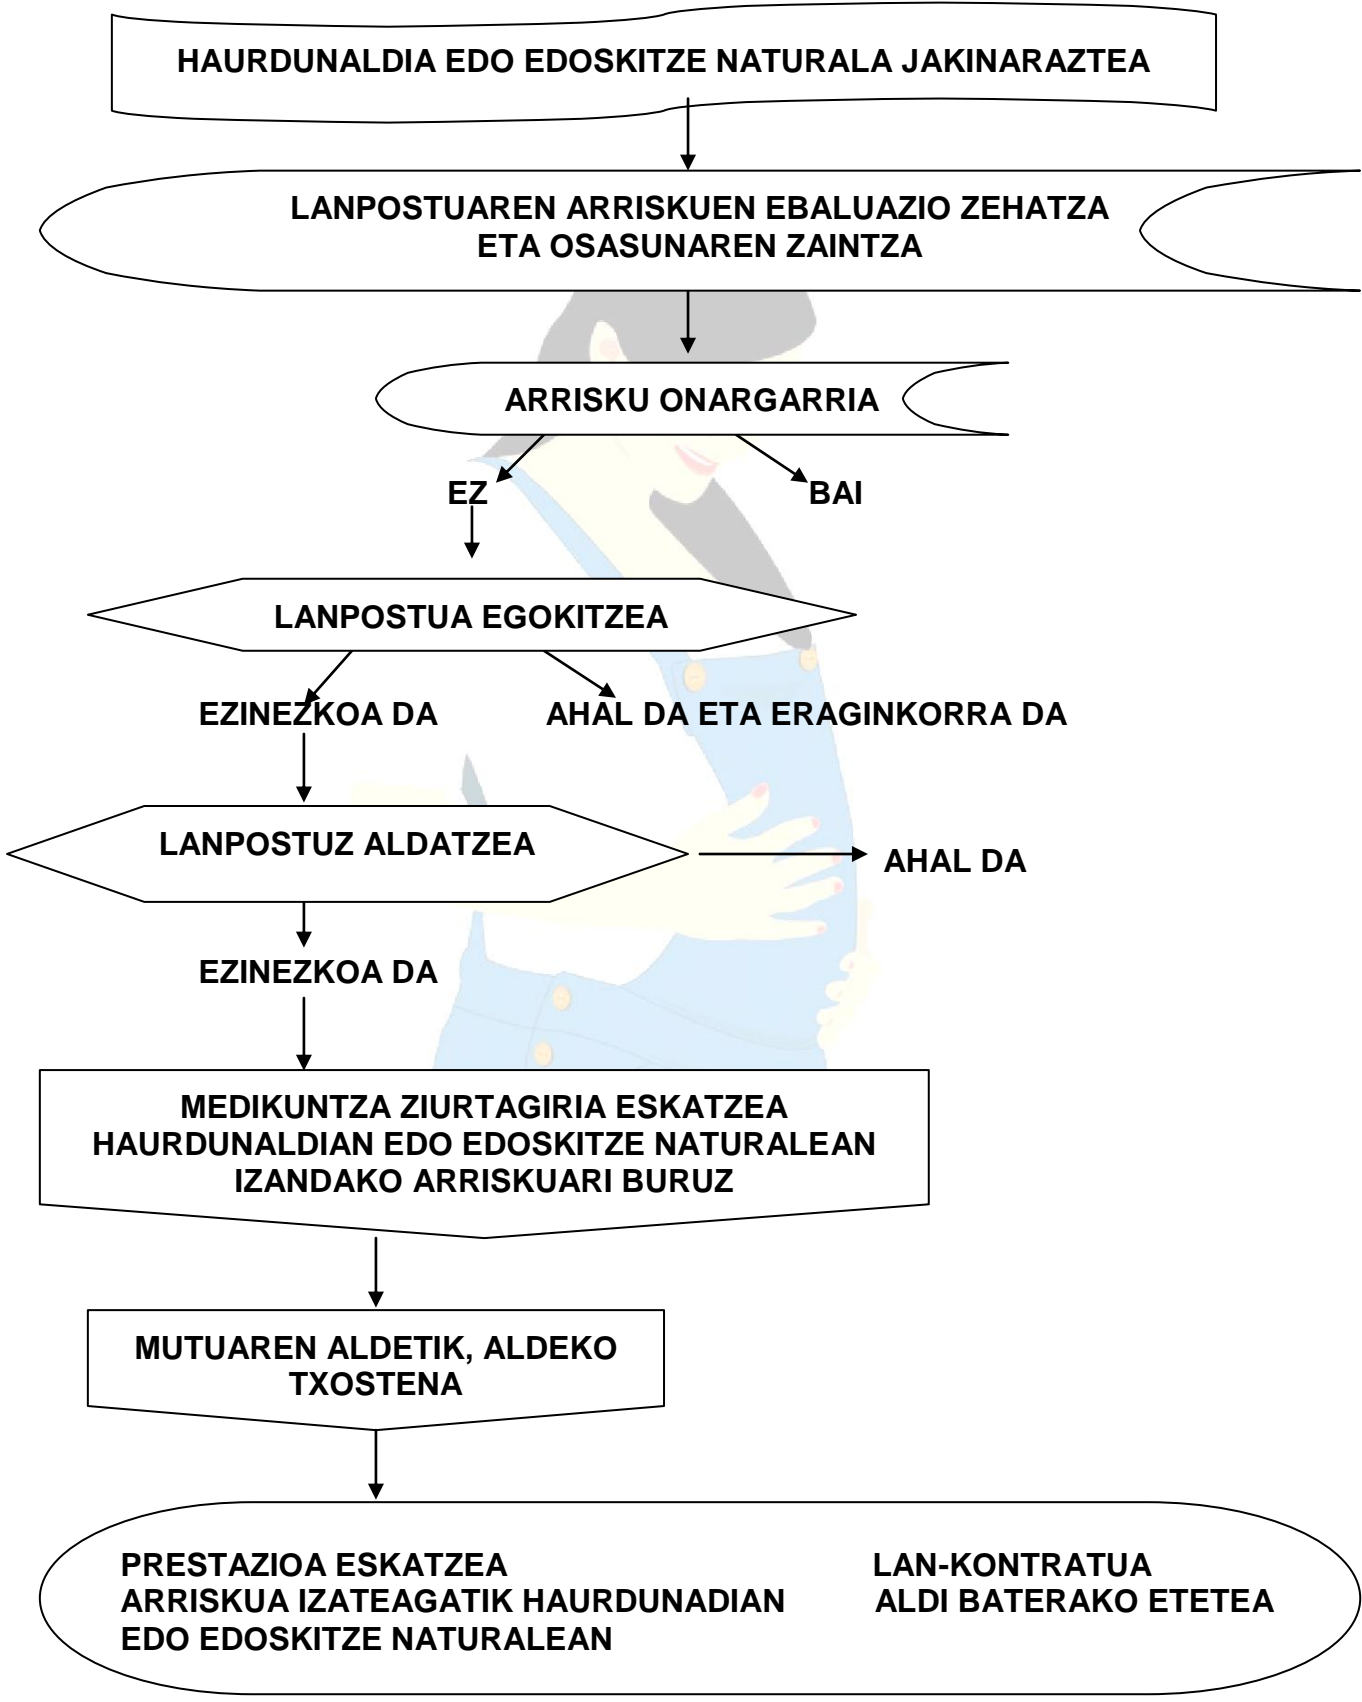 HAURDUNALDIA EDO EDOSKITZE NATURALA JAKINARAZTEA
LANPOSTUAREN ARRISKUEN EBALUAZIO ZEHATZA
ETA OSASUNAREN ZAINTZA
ARRISKU ONARGARRIA
EZ
BAI
LANPOSTUA EGOKITZEA
EZINEZKOA DA
AHAL DA ETA ERAGINKORRA DA
LANPOSTUZ ALDATZEA
AHAL DA
EZINEZKOA DA
MEDIKUNTZA ZIURTAGIRIA ESKATZEA
HAURDUNALDIAN EDO EDOSKITZE NATURALEAN
IZANDAKO ARRISKUARI BURUZ
MUTUAREN ALDETIK, ALDEKO
TXOSTENA
PRESTAZIOA ESKATZEA
ARRISKUA IZATEAGATIK HAURDUNADIAN
EDO EDOSKITZE NATURALEAN
LAN-KONTRATUA
ALDI BATERAKO ETETEA